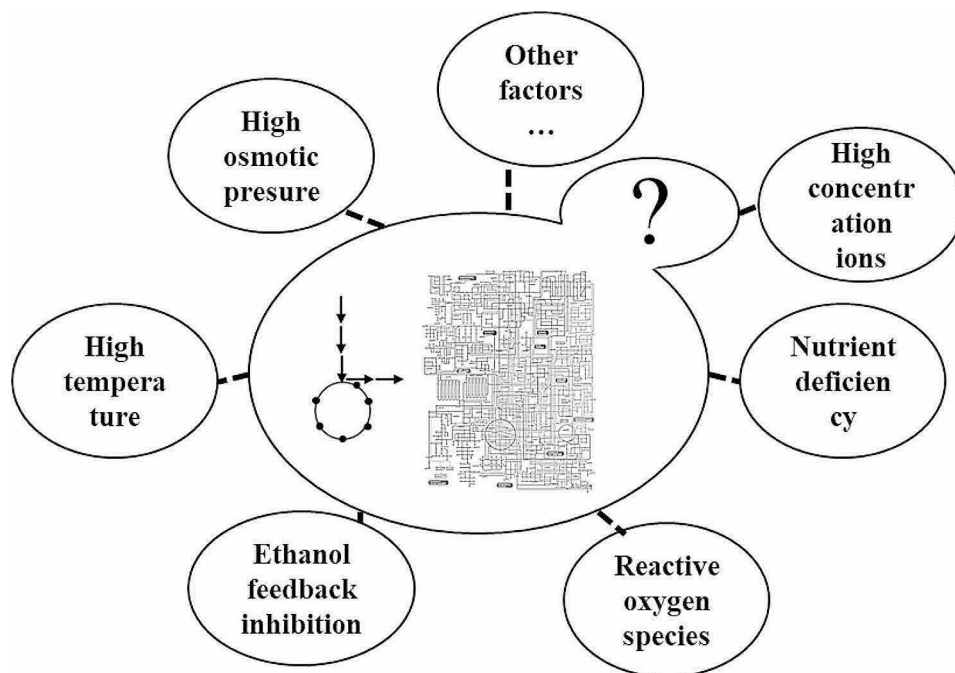 Other
factors
...
High
osmotic
presure
?
High
concentr
ation
ions
High
tempera
ture
Nutrient
deficien
cy
Ethanol
feedback
inhibition
Reactive
oxygen
species